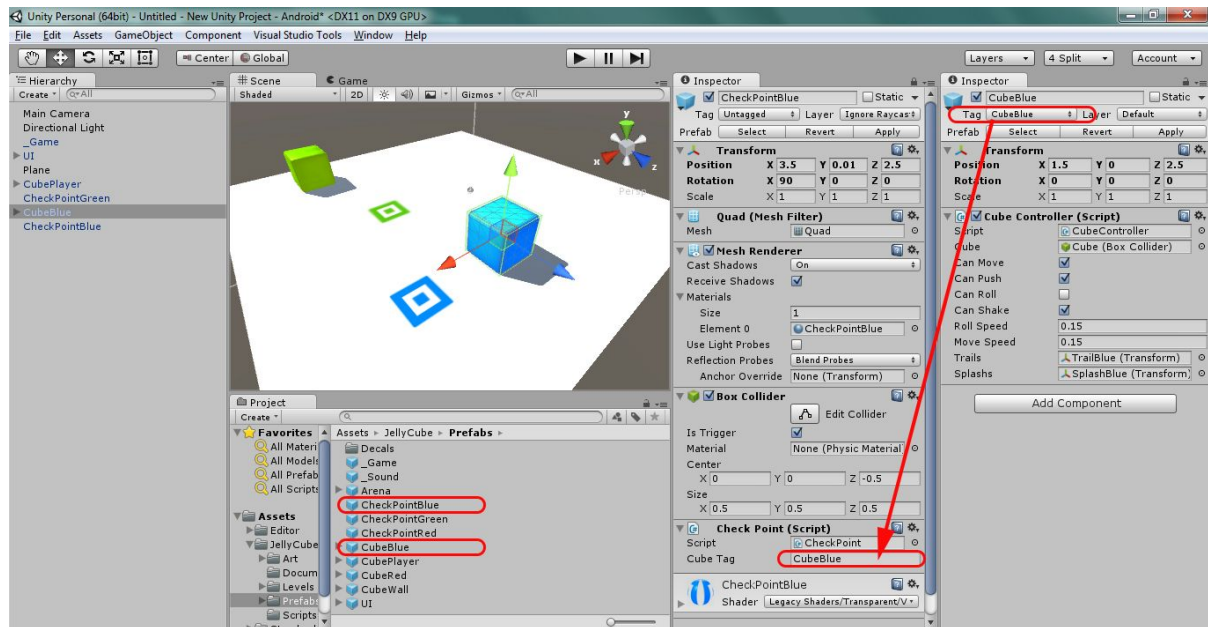 Unity Personal (64bit) - Untitled - New Unity Project - Android* <DX11 on DX9 GPU>
File Edit Assets GameObject Component Visual Studio Tools Window Help
Center Global
Layers 4 Split Account
Hierarchy
Create All
Main Camera
Directional Light
_Game
UI
Plane
CubePlayer
CheckPointGreen
CubeBlue
CheckPointBlue
Scene Game
Shaded 2D Gizmos All
y
x
z
Persp
Project
Create
Favorites
All Materi
All Models
All Prefab
All Scripts
Assets
Editor
JellyCube
Art
Docum
Levels
Prefabs
Scripts
Assets JellyCube Prefabs
Decals
_Game
_Sound
Arena
CheckPointBlue
CheckPointGreen
CheckPointRed
CubeBlue
CubePlayer
CubeRed
CubeWall
UI
Inspector
CheckPointBlue Static
Tag Untagged Layer Ignore Raycast
Prefab Select Revert Apply
Transform
Position X 3.5 Y 0.01 Z 2.5
Rotation X 90 Y 0 Z 0
Scale X 1 Y 1 Z 1
Quad (Mesh Filter)
Mesh Quad
Mesh Renderer
Cast Shadows On
Receive Shadows
Materials
Size 1
Element 0 CheckPointBlue
Use Light Probes
Reflection Probes Blend Probes
Anchor Override None (Transform)
Box Collider
Edit Collider
Is Trigger
Material None (Physic Material)
Center
X 0 Y 0 Z -0.5
Size
X 0.5 Y 0.5 Z 0.5
Check Point (Script)
Script CheckPoint
Cube Tag CubeBlue
CheckPointBlue
Shader Legacy Shaders/Transparent/V
Inspector
CubeBlue Static
Tag CubeBlue Layer Default
Prefab Select Revert Apply
Transform
Position X 1.5 Y 0 Z 2.5
Rotation X 0 Y 0 Z 0
Scale X 1 Y 1 Z 1
Cube Controller (Script)
Script CubeController
Cube Cube (Box Collider)
Can Move
Can Push
Can Roll
Can Shake
Roll Speed 0.15
Move Speed 0.15
Trails TrailBlue (Transform)
Splashs SplashBlue (Transform)
Add Component